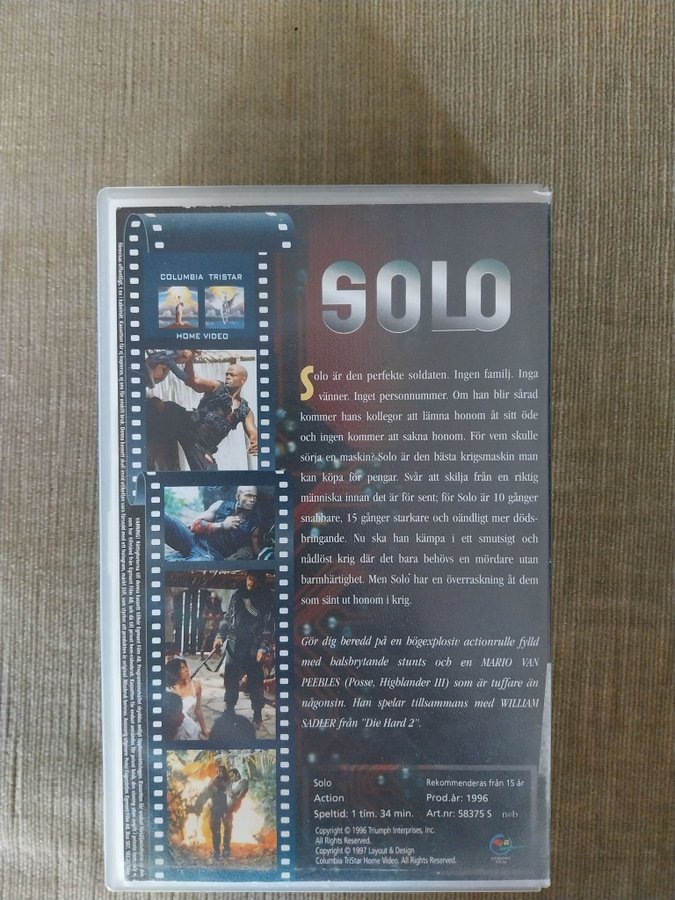 COLUMBIA TRISTAR
HOME VIDEO
SOLO
Solo är den perfekte soldaten. Ingen familj. Inga
vänner. Inget personnummer. Om han blir sårad
kommer hans kollegor att lämna honom åt sitt öde
och ingen kommer att sakna honom. För vem skulle
sörja en maskin? Solo är den bästa krigsmaskin man
kan köpa för pengar. Svår att skilja från en riktig
människa innan det är för sent; för Solo är 10 gånger
snabbare, 15 gånger starkare och oändligt mer döds-
bringande. Nu ska han kämpa i ett smutsigt och
nådlöst krig där det bara behövs en mördare utan
barmhärtighet. Men Solo har en överraskning åt dem
som sänt ut honom i krig.
Gör dig beredd på en högexplosiv actionrulle fylld
med halsbrytande stunts och en MARIO VAN
PEEBLES (Posse, Highlander III) som är tuffare än
någonsin. Han spelar tillsammans med WILLIAM
SADLER från "Die Hard 2".
Solo
Action
Speltid: 1 tim. 34 min.
Rekommenderas från 15 år
Prod.år: 1996
Art.nr: 58375 S
Copyright © 1996 Triumph Interprises, Inc.
All Rights Reserved.
Copyright © 1997 Layout & Design
Columbia TriStar Home Video. All Rights Reserved.